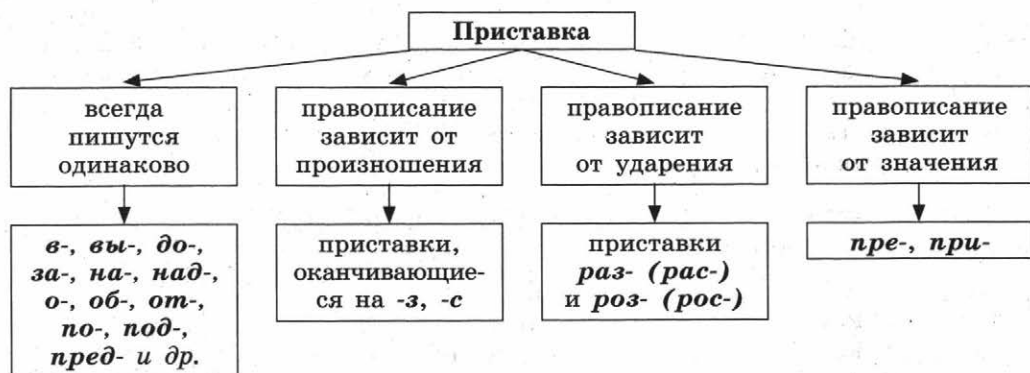 Приставка
всегда
пишутся
одинаково
правописание
зависит от
произношения
правописание
зависит
от ударения
правописание
зависит
от значения
в-, вы-, до-,
за-, на-, над-,
о-, об-, от-,
по-, под-,
пред- и др.
приставки,
оканчивающие-
ся на -з, -с
приставки
раз- (рас-)
и роз- (рос-)
пре-, при-